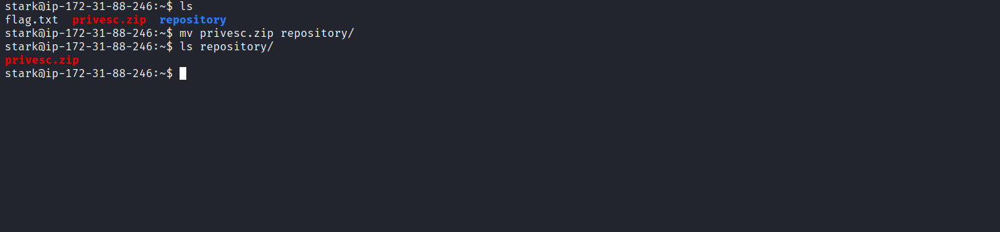 stark@ip-172-31-88-246:~$ ls
flag.txt  privesc.zip  repository
stark@ip-172-31-88-246:~$ mv privesc.zip repository/
stark@ip-172-31-88-246:~$ ls repository/
privesc.zip
stark@ip-172-31-88-246:~$